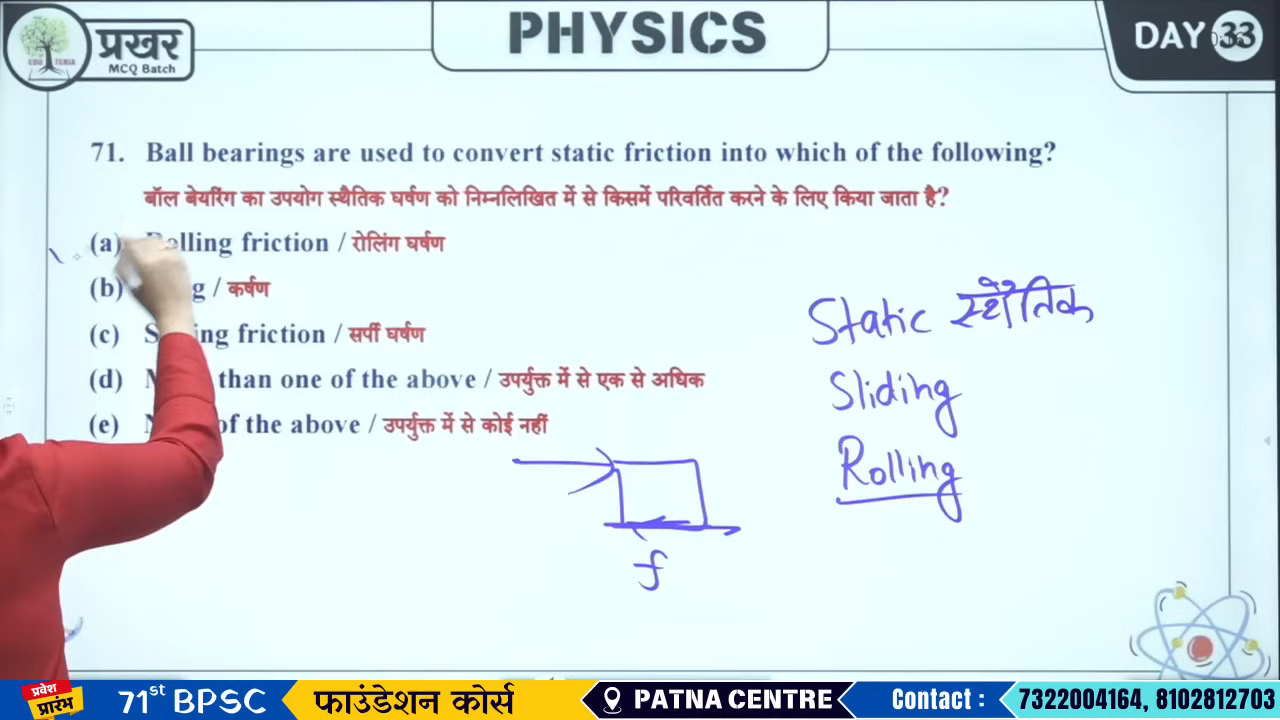 EDU TERIA
प्रखर
MCQ Batch
PHYSICS
DAY 33
71. Ball bearings are used to convert static friction into which of the following?
बॉल बेयरिंग का उपयोग स्थैतिक घर्षण को निम्नलिखित में से किसमें परिवर्तित करने के लिए किया जाता है?
(a) friction / रोलिंग घर्षण
(b) / कर्षण
(c) friction / सर्पी घर्षण
(d) than one of the above / उपर्युक्त में से एक से अधिक
(e) of the above / उपर्युक्त में से कोई नहीं
Static स्थैतिक
Sliding
Rolling
f
प्रवेश
प्रारंभ
71st BPSC
फाउंडेशन कोर्स
PATNA CENTRE
Contact :
7322004164, 8102812703